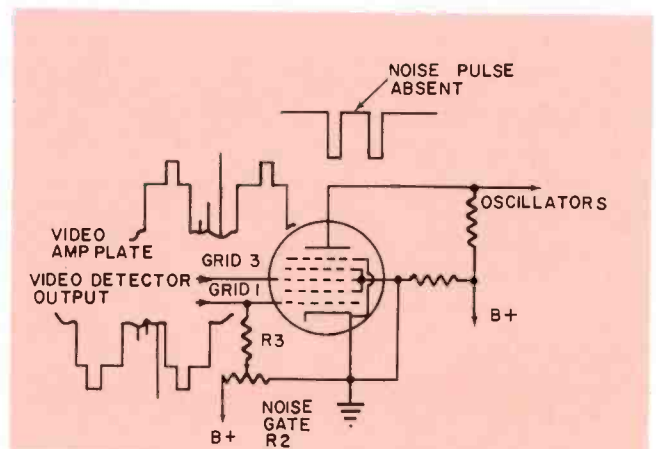 NOISE PULSE
ABSENT
OSCILLATORS
VIDEO
AMP PLATE
GRID 3
VIDEO DETECTOR
OUTPUT
GRID 1
R3
B+
NOISE
GATE
R2
B+